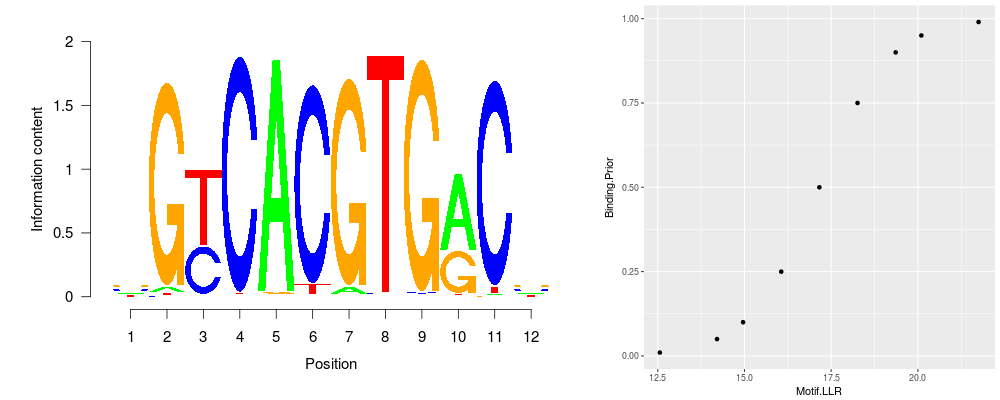 Information content
2
1.5
1
0.5
0
G T C A C G T G A C
C G
1 2 3 4 5 6 7 8 9 10 11 12
Position
Binding.Prior
1.00
0.75
0.50
0.25
0.00
12.5 15.0 17.5 20.0
Motif.LLR